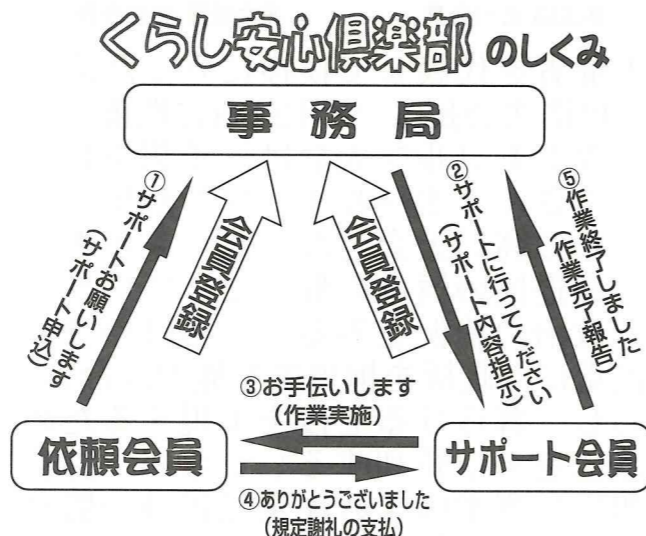 くらし安心倶楽部 のしくみ
事務局
①サポートお願いします
(サポート申込)
会員登録
会員登録
②サポートに行ってください
(サポート内容指示)
⑤作業終了しました
(作業完了報告)
③お手伝いします
(作業実施)
依頼会員
サポート会員
④ありがとうございました
(規定謝礼の支払)